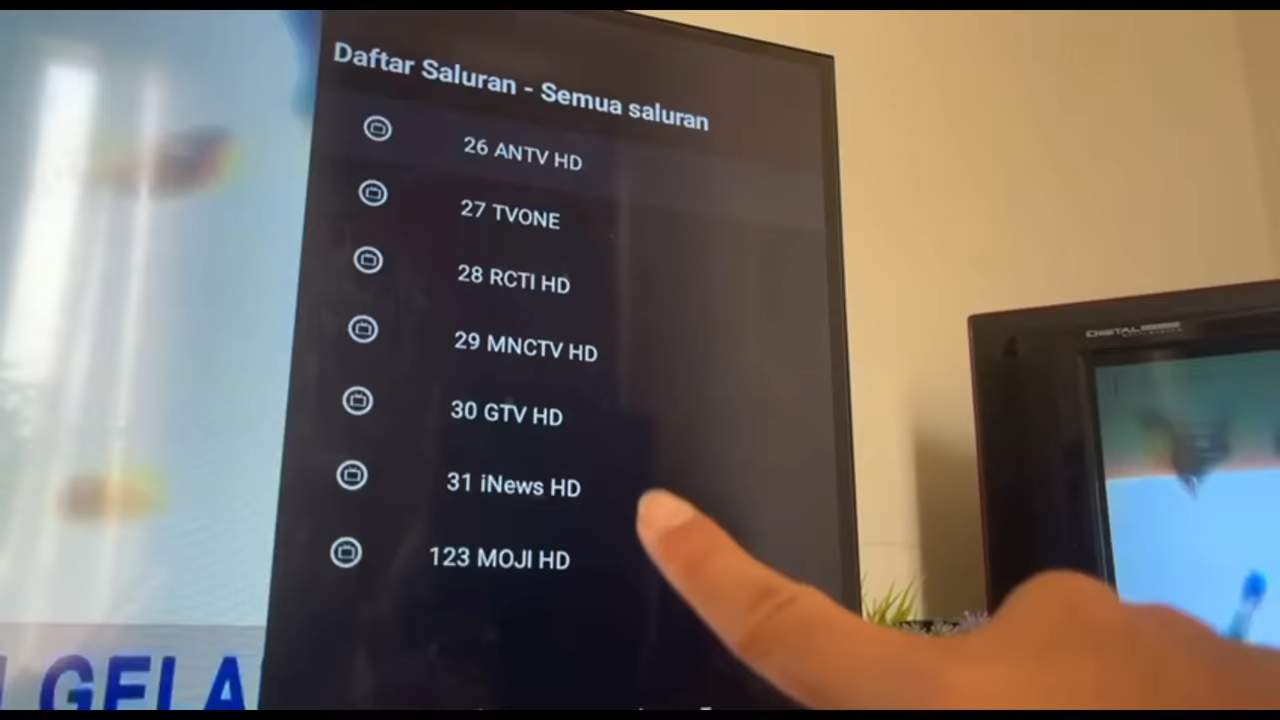 Daftar Saluran - Semua saluran
26 ANTV HD
27 TVONE
28 RCTI HD
29 MNCTV HD
30 GTV HD
31 iNews HD
123 MOJI HD
GELA
DIGITAL